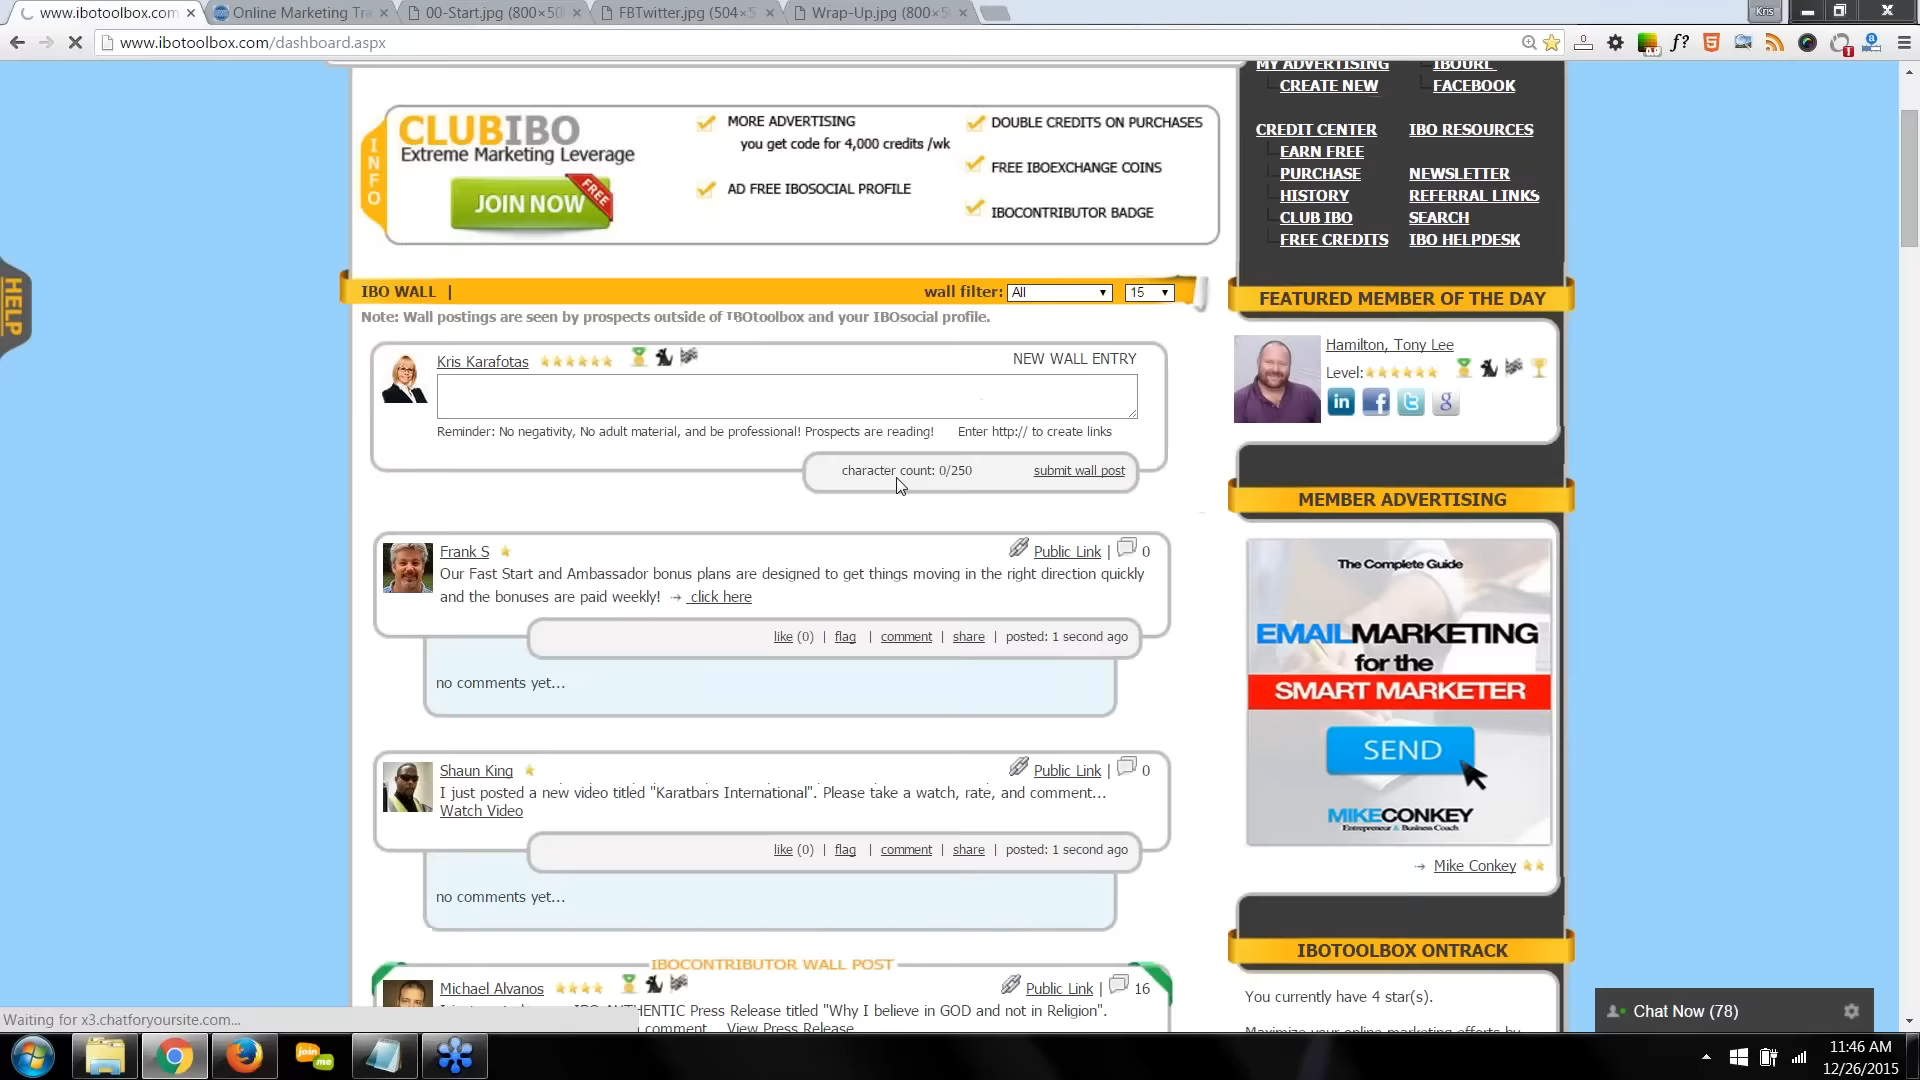 www.ibotoolbox.com
Online Marketing Tra
00-Start.jpg (800×50
FBTwitter.jpg (504×5
Wrap-Up.jpg (800×5
Kris
www.ibotoolbox.com/dashboard.aspx
MY ADVERTISING
IBOURL
CREATE NEW
FACEBOOK
CREDIT CENTER
IBO RESOURCES
EARN FREE
PURCHASE
NEWSLETTER
HISTORY
REFERRAL LINKS
CLUB IBO
SEARCH
FREE CREDITS
IBO HELPDESK
INFO
CLUBIBO
Extreme Marketing Leverage
JOIN NOW
FREE
MORE ADVERTISING
you get code for 4,000 credits /wk
AD FREE IBOSOCIAL PROFILE
DOUBLE CREDITS ON PURCHASES
FREE IBOEXCHANGE COINS
IBOCONTRIBUTOR BADGE
HELP
IBO WALL |
wall filter: All 15
Note: Wall postings are seen by prospects outside of IBOtoolbox and your IBOsocial profile.
Kris Karafotas
NEW WALL ENTRY
Reminder: No negativity, No adult material, and be professional! Prospects are reading! Enter http:// to create links
character count: 0/250 submit wall post
Frank S
Public Link | 0
Our Fast Start and Ambassador bonus plans are designed to get things moving in the right direction quickly
and the bonuses are paid weekly! → click here
like (0) | flag | comment | share | posted: 1 second ago
no comments yet...
Shaun King
Public Link | 0
I just posted a new video titled "Karatbars International". Please take a watch, rate, and comment...
Watch Video
like (0) | flag | comment | share | posted: 1 second ago
no comments yet...
IBOCONTRIBUTOR WALL POST
Michael Alvanos
Public Link | 16
IBO AUTHENTIC Press Release titled "Why I believe in GOD and not in Religion".
comment... View Press Release
FEATURED MEMBER OF THE DAY
Hamilton, Tony Lee
Level:
MEMBER ADVERTISING
The Complete Guide
EMAILMARKETING
for the
SMART MARKETER
SEND
MIKECONKEY
Entrepreneur & Business Coach
→ Mike Conkey
IBOTOOLBOX ONTRACK
You currently have 4 star(s).
Maximize your online marketing efforts by
Chat Now (78)
Waiting for x3.chatforyoursite.com...
join me
11:46 AM
12/26/2015